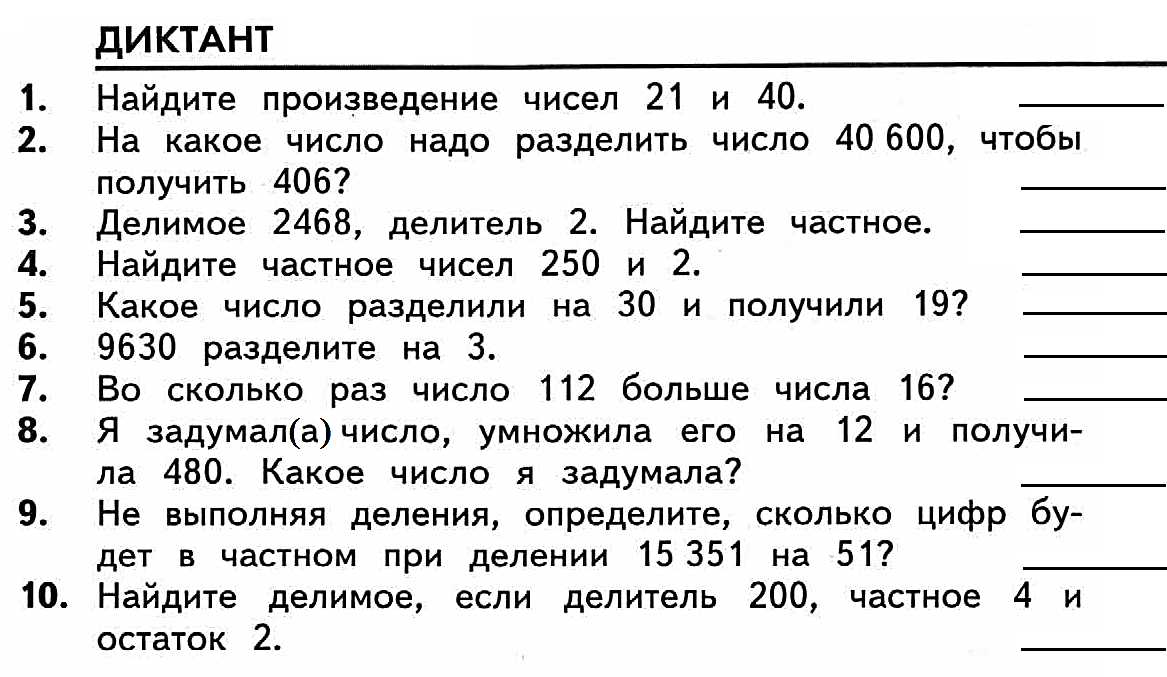 ДИКТАНТ
1. Найдите произведение чисел 21 и 40.
2. На какое число надо разделить число 40 600, чтобы
получить 406?
3. Делимое 2468, делитель 2. Найдите частное.
4. Найдите частное чисел 250 и 2.
5. Какое число разделили на 30 и получили 19?
6. 9630 разделите на 3.
7. Во сколько раз число 112 больше числа 16?
8. Я задумал(а) число, умножила его на 12 и получи-
ла 480. Какое число я задумала?
9. Не выполняя деления, определите, сколько цифр бу-
дет в частном при делении 15 351 на 51?
10. Найдите делимое, если делитель 200, частное 4 и
остаток 2.